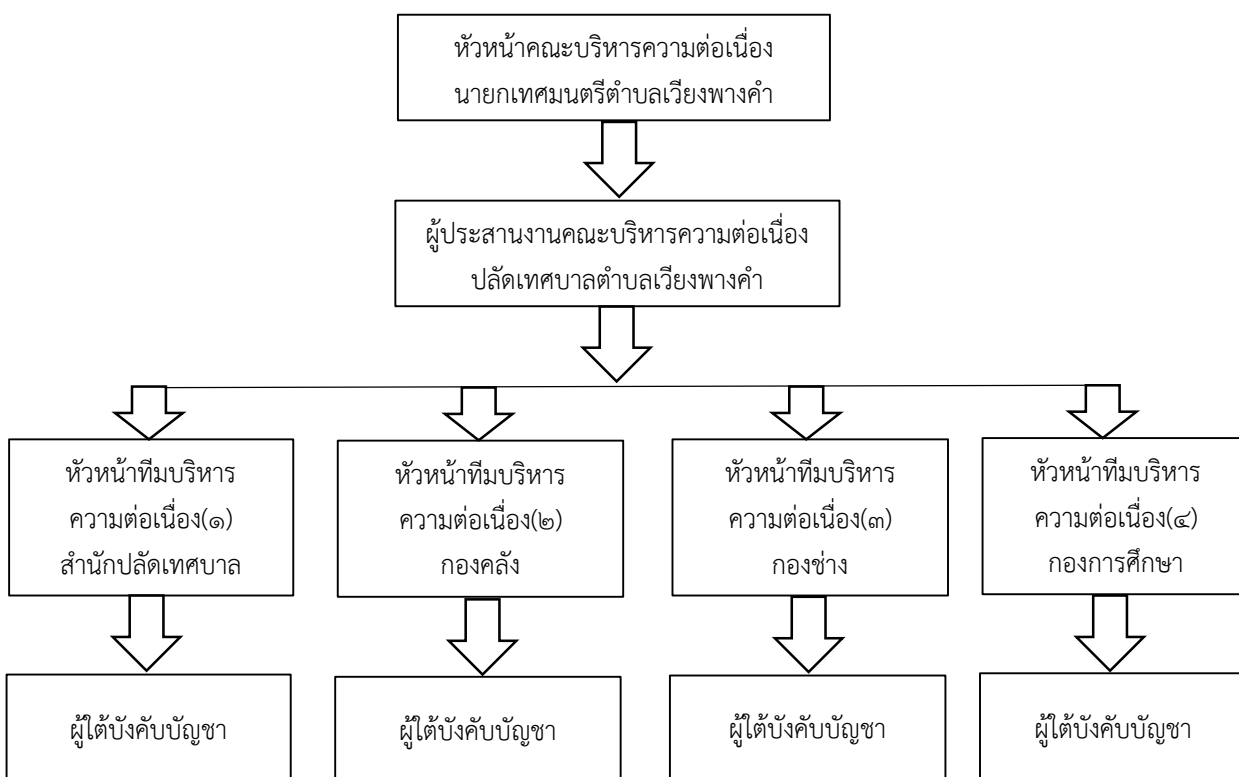 หัวหน้าคณะบริหารความต่อเนื่อง
นายกเทศมนตรีตำบลเวียงพางคำ
ผู้ประสานงานคณะบริหารความต่อเนื่อง
ปลัดเทศบาลตำบลเวียงพางคำ
หัวหน้าทีมบริหาร
ความต่อเนื่อง(๑)
สำนักปลัดเทศบาล
หัวหน้าทีมบริหาร
ความต่อเนื่อง(๒)
กองคลัง
หัวหน้าทีมบริหาร
ความต่อเนื่อง(๓)
กองช่าง
หัวหน้าทีมบริหาร
ความต่อเนื่อง(๔)
กองการศึกษา
ผู้ใต้บังคับบัญชา
ผู้ใต้บังคับบัญชา
ผู้ใต้บังคับบัญชา
ผู้ใต้บังคับบัญชา